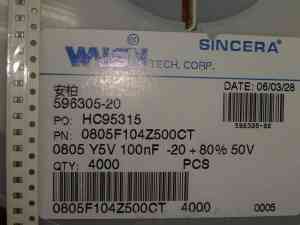 WALSIN
SINCERA
TECH. CORP.
安柏
DATE: 06/03/28
596305-20
PO: HC95315
596305-20
PN: 0805F104Z500CT
0805 Y5V 100nF -20 + 80% 50V
QTY: 4000 PCS
0805F104Z500CT 4000 0005